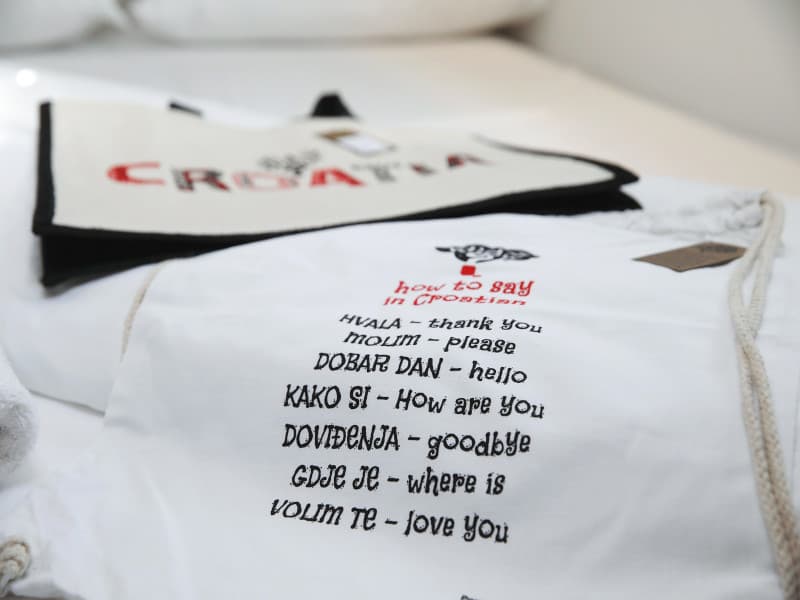 CROATIA
how to say
in Croatian
HVALA - thank you
MOLIM - please
DOBAR DAN - hello
KAKO SI - How are you
DOVIĐENJA - goodbye
GDJE JE - where is
VOLIM TE - love you